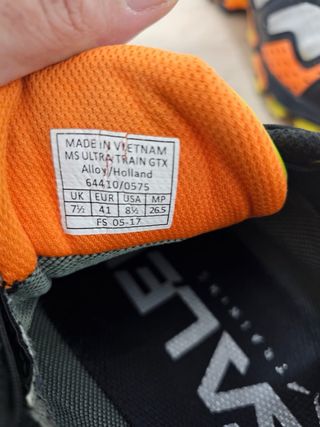 MADE IN VIETNAM
MS ULTRA TRAIN GTX
Alloy/Holland
64410/0575
UK EUR USA MP
7½ 41 8½ 26.5
FS 05-17